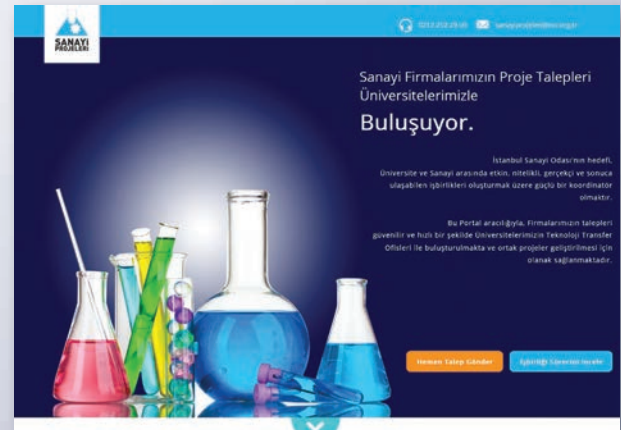 SANAYİ
PROJELERİ
Sanayi Firmalarımızın Proje Talepleri
Üniversitelerimizle
Buluşuyor.
İstanbul Sanayi Odası'nın hedefi,
Üniversite ve Sanayi arasında etkin, nitelikli, gerçekçi ve sonuca
ulaşabilen işbirlikleri oluşturmak üzere güçlü bir koordinatör
olmaktır.
Bu Portal aracılığıyla, Firmalarımızın talepleri
güvenilir ve hızlı bir şekilde Üniversitelerimizin Teknoloji Transfer
Ofisleri ile buluşturulmakta ve ortak projeler geliştirilmesi için
olanak sağlanmaktadır.
Hemen Talep Gönder
İşbirliği Sürecini İncele